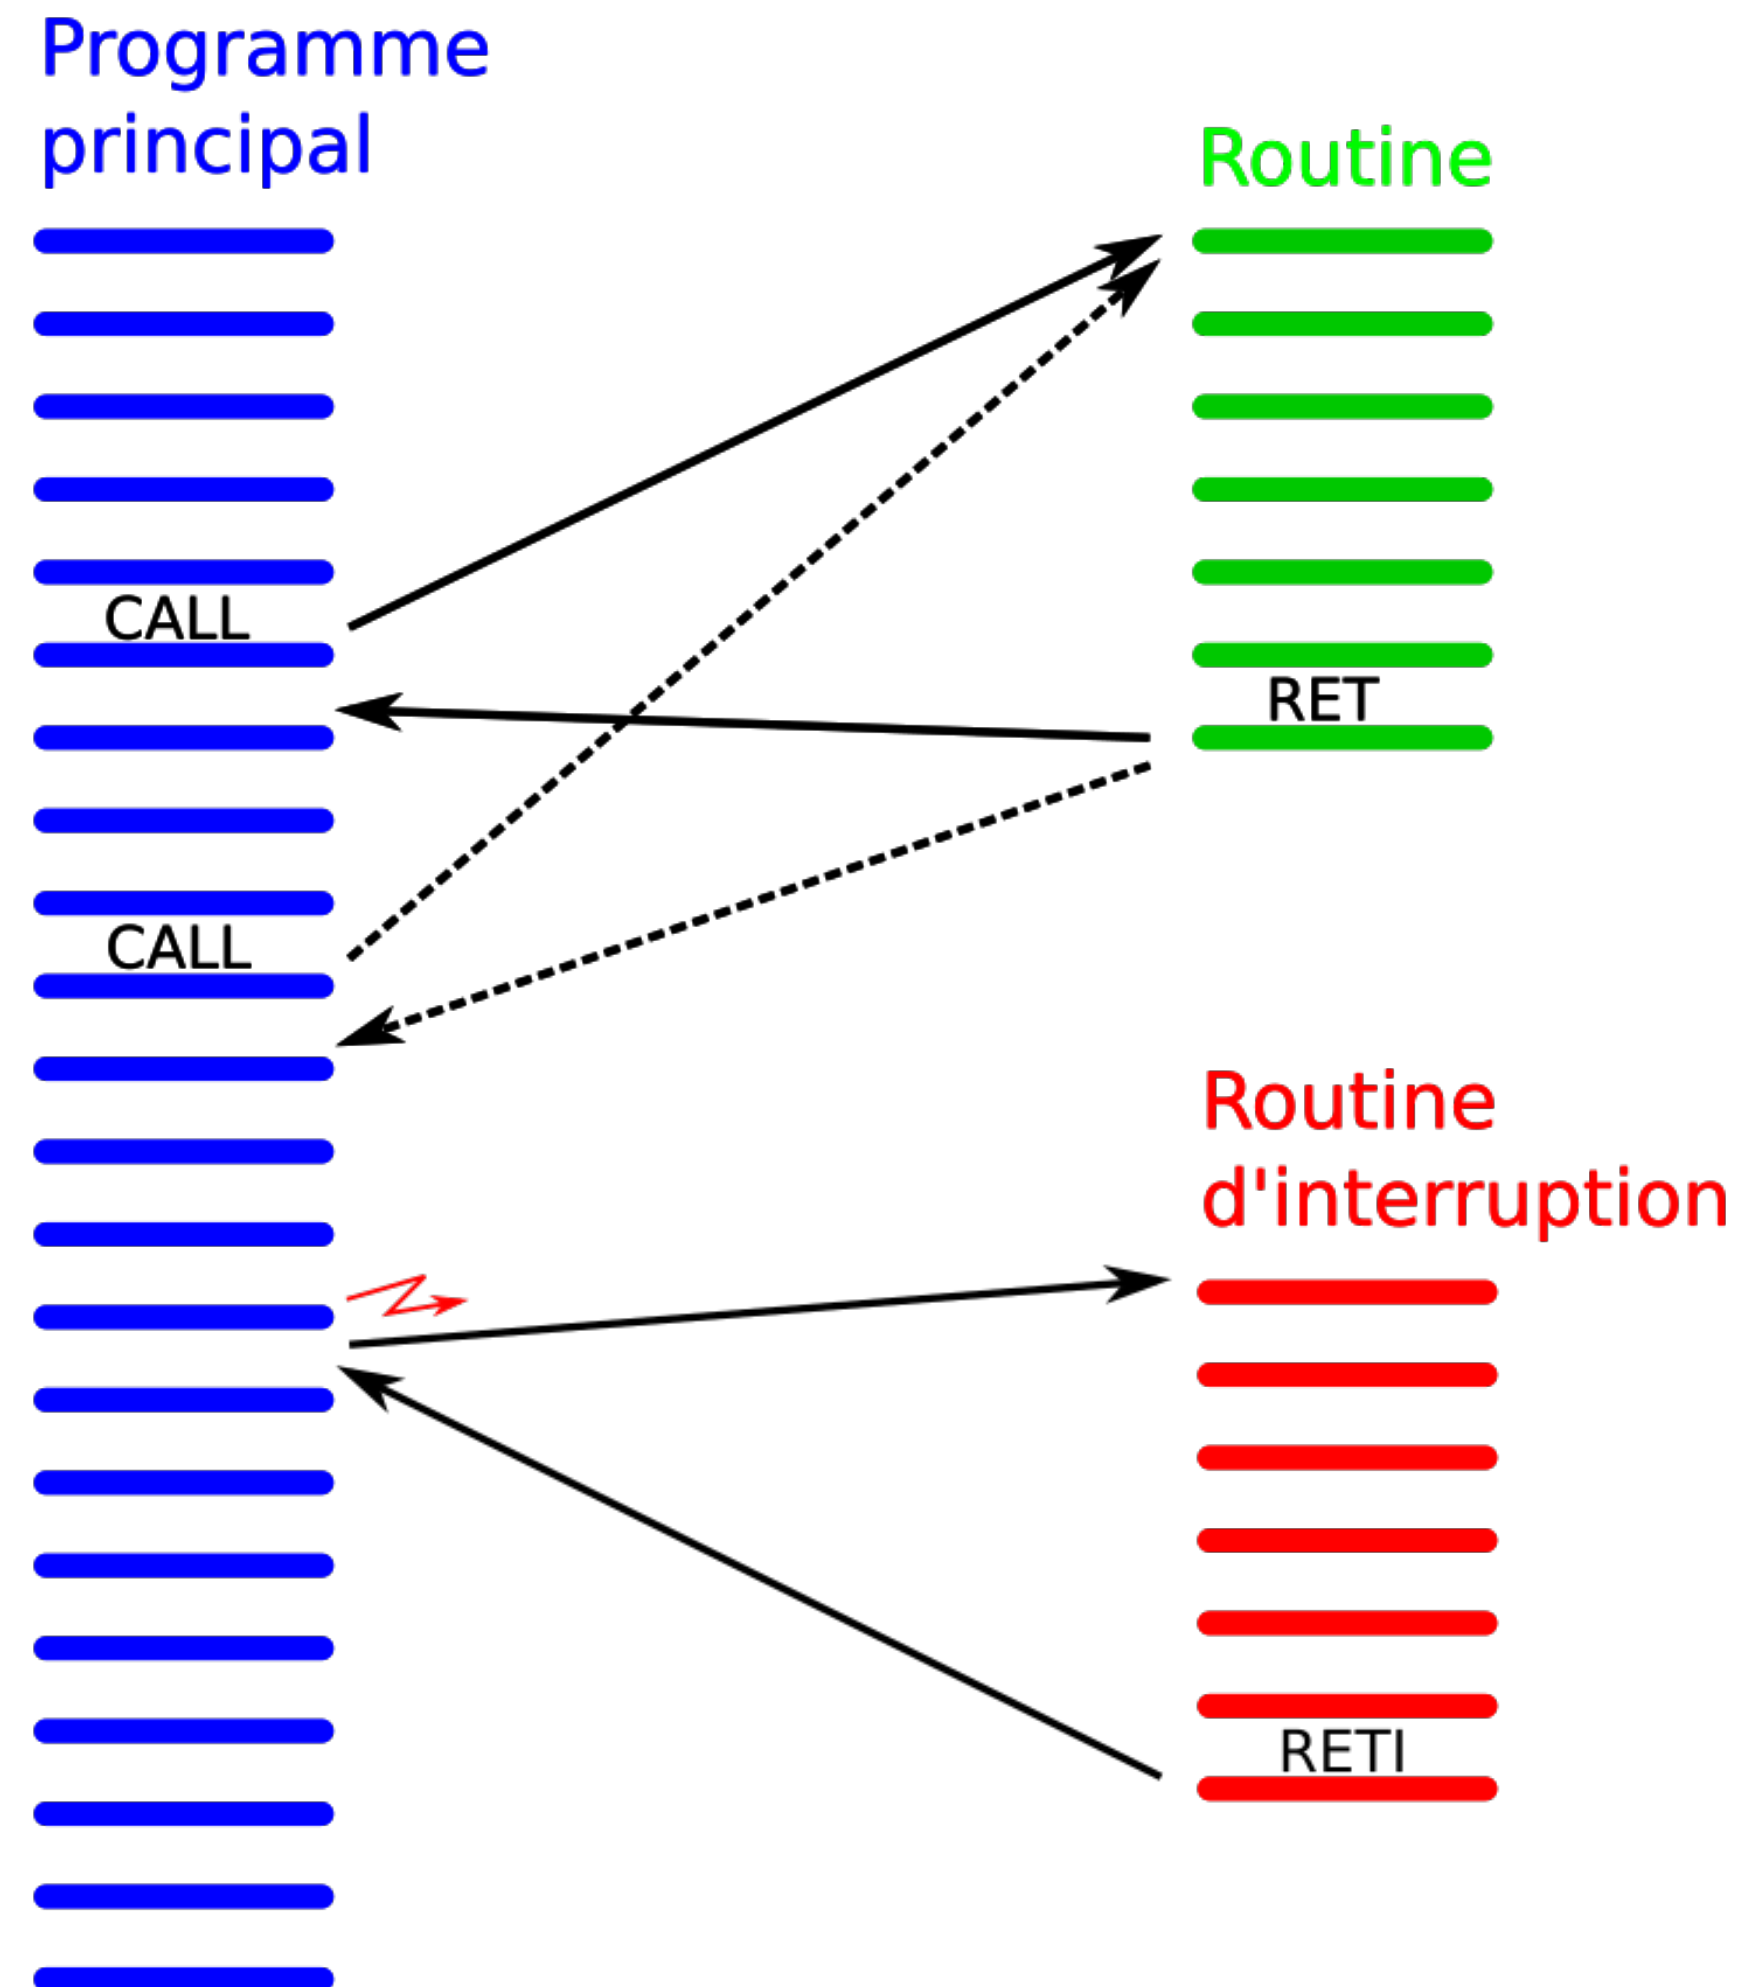 Programme
principal
Routine
CALL
RET
CALL
Routine
d'interruption
RETI